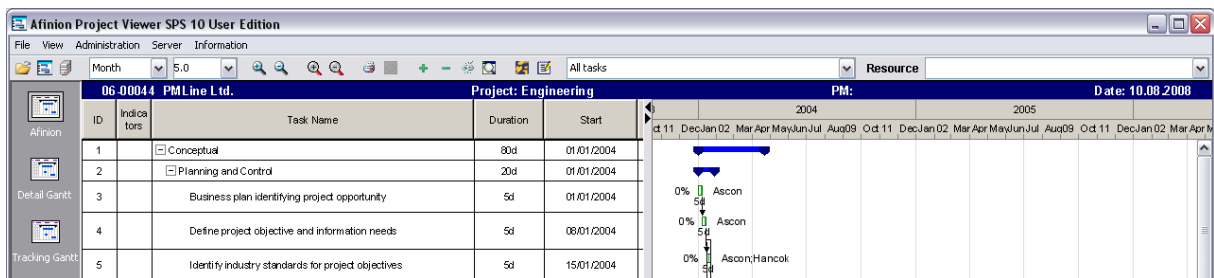 Afinion Project Viewer SPS 10 User Edition
File View Administration Server Information
Month 5.0 All tasks Resource
06-00044 PMLine Ltd. Project: Engineering PM: Date: 10.08.2008
ID Indica tors Task Name Duration Start
2004 2005
Oct 11 Dec Jan 02 Mar Apr May Jun Jul Aug 09 Oct 11 Dec Jan 02 Mar Apr May Jun Jul Aug 09 Oct 11 Dec Jan 02 Mar Apr
Afinion
1 Conceptual 80d 01/01/2004
2 Planning and Control 20d 01/01/2004
Detail Gantt
3 Business plan identifying project opportunity 5d 01/01/2004 0% Ascon
5d
4 Define project objective and information needs 5d 08/01/2004 0% Ascon
5d
Tracking Gantt
5 Identify industry standards for project objectives 5d 15/01/2004 0% Ascon;Hancok
5d